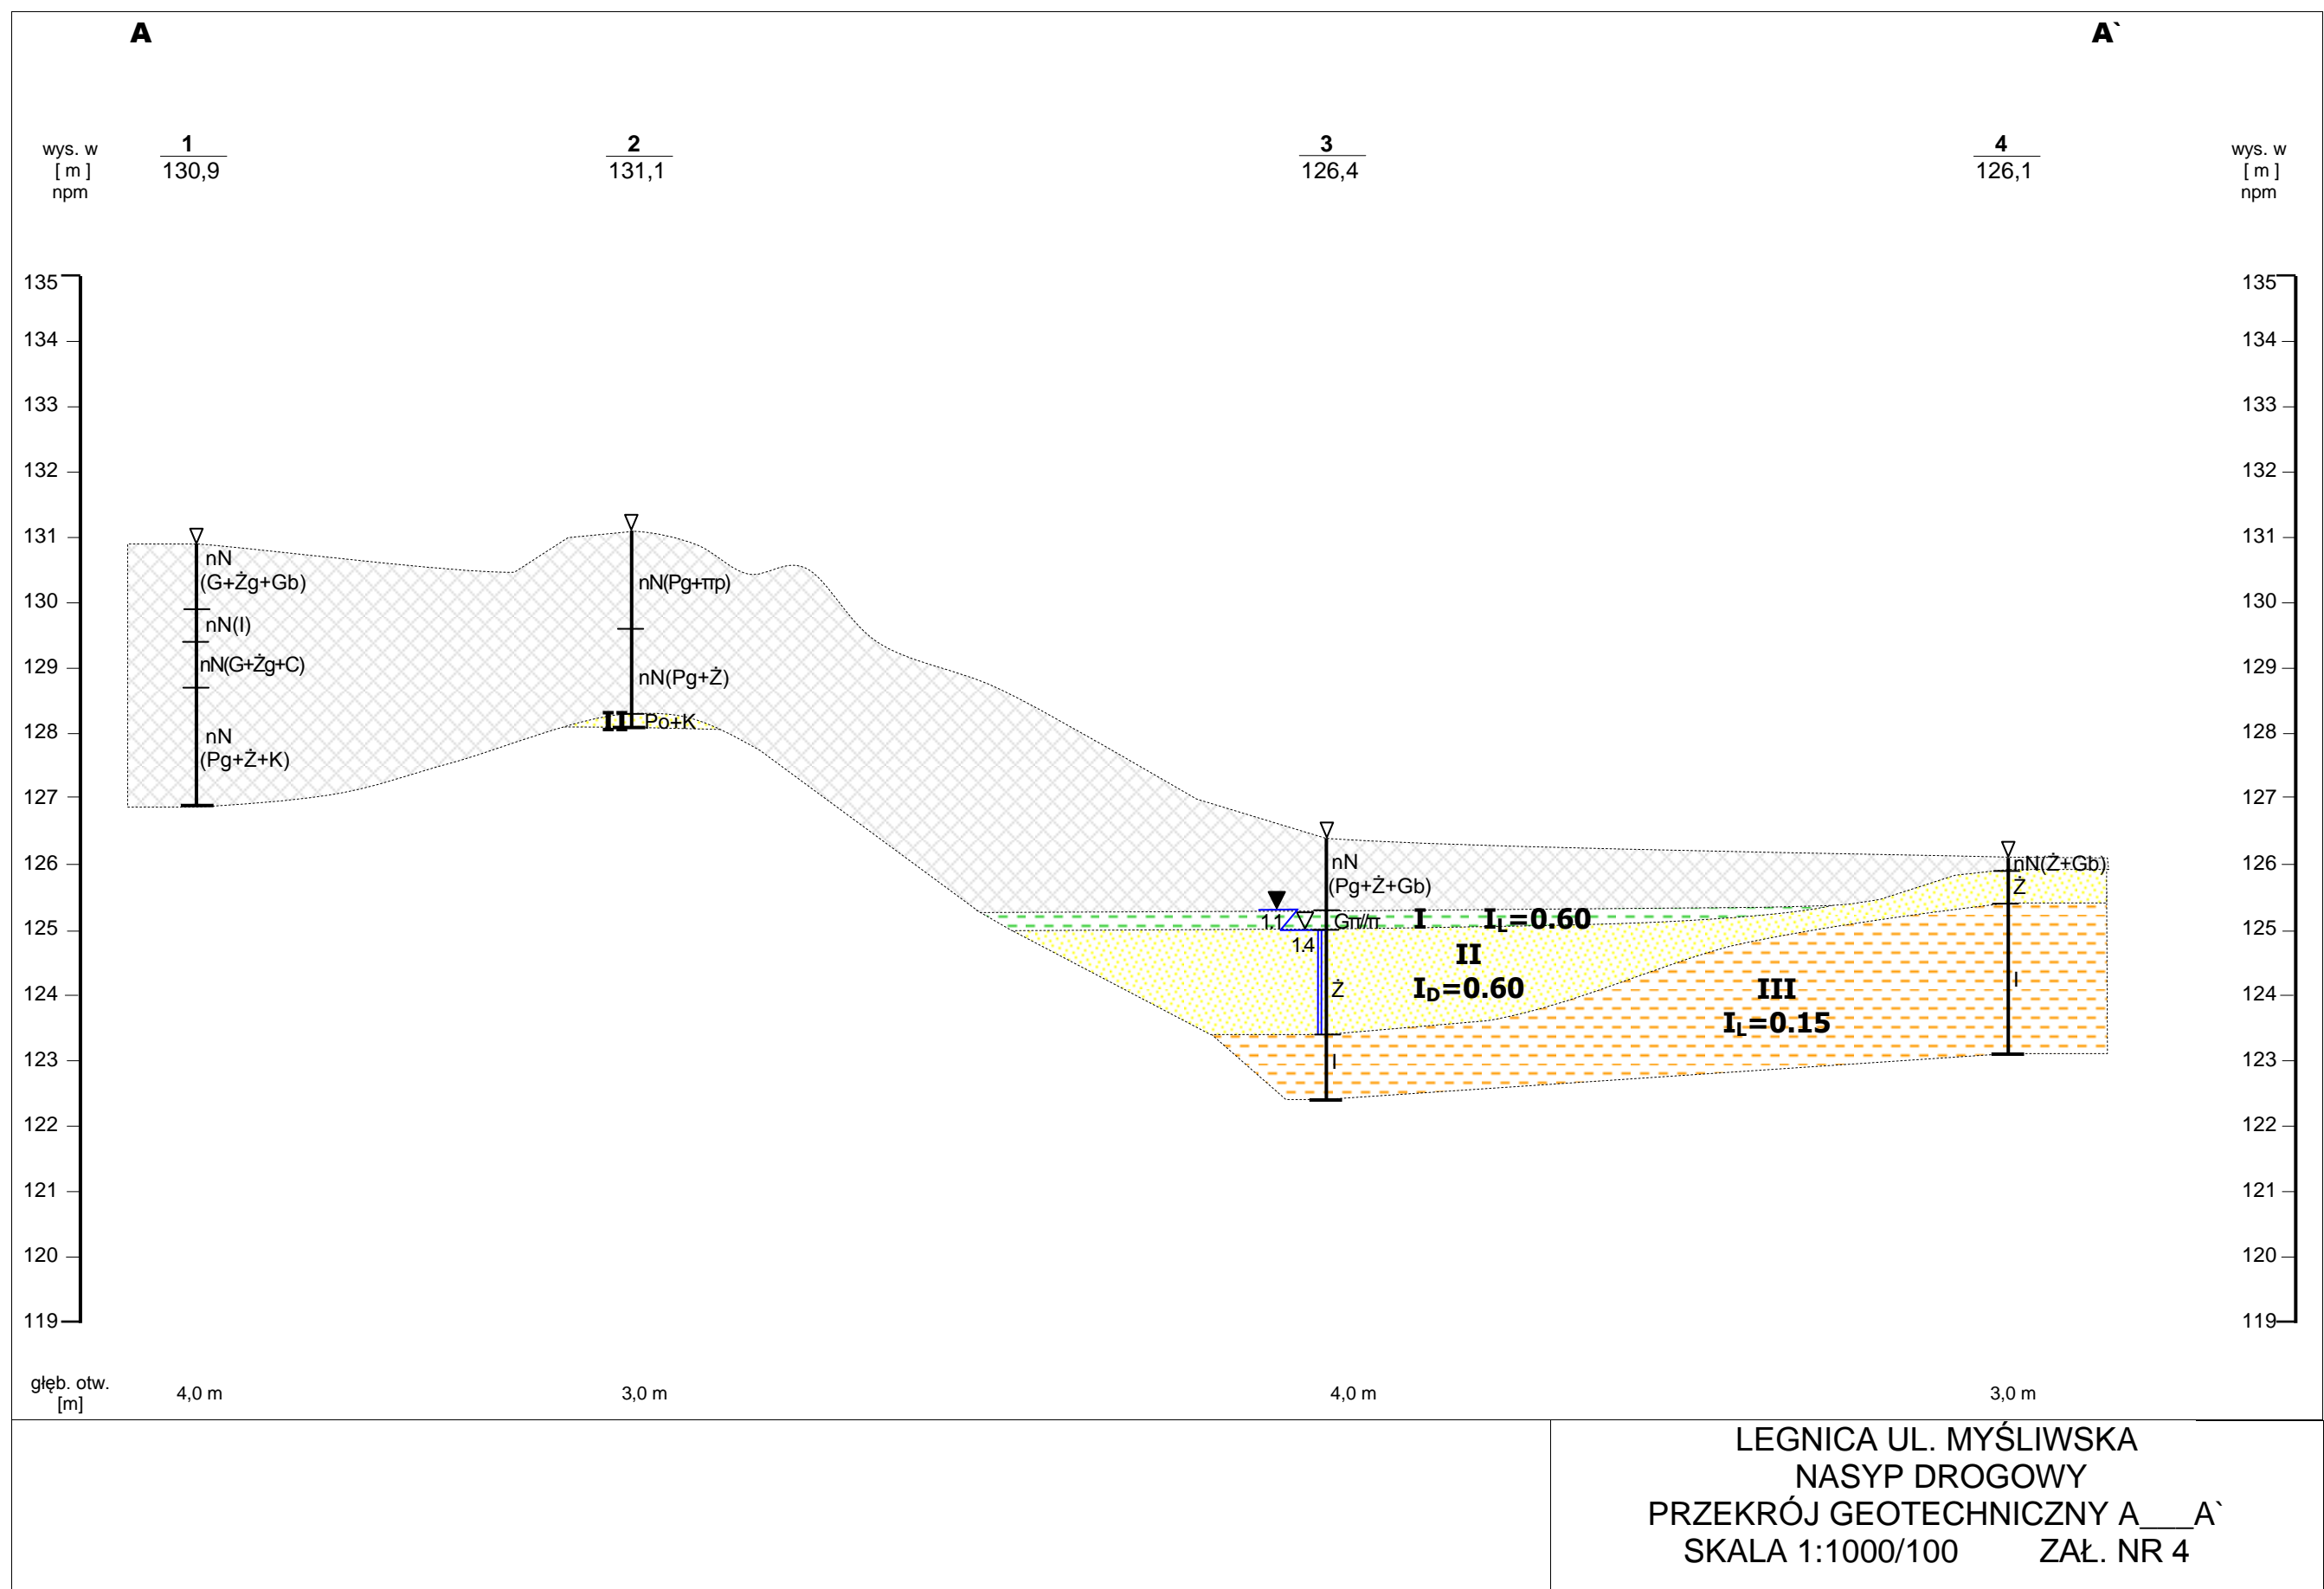 A A`
1 2 3 4
wys. w wys. w
[ m ] 130,9 131,1 126,4 126,1 [ m ]
npm npm
135 135
134 134
133 133
132 132
131 131
nN
(G+Żg+Gb) nN(Pg+πp)
130 130
nN(I)
129 nN(G+Żg+C) 129
nN(Pg+Ż)
II Po+K
128 nN 128
(Pg+Ż+K)
127 127
126 nN nN(Ż+Gb) 126
(Pg+Ż+Gb) Ż
125 1.1 Gπ//π I IL=0.60 125
1.4 II
124 Ż ID=0.60 III I 124
IL=0.15
123 I 123
122 122
121 121
120 120
119 119
głęb. otw.
[m] 4,0 m 3,0 m 4,0 m 3,0 m
LEGNICA UL. MYŚLIWSKA
NASYP DROGOWY
PRZEKRÓJ GEOTECHNICZNY A___A`
SKALA 1:1000/100 ZAŁ. NR 4